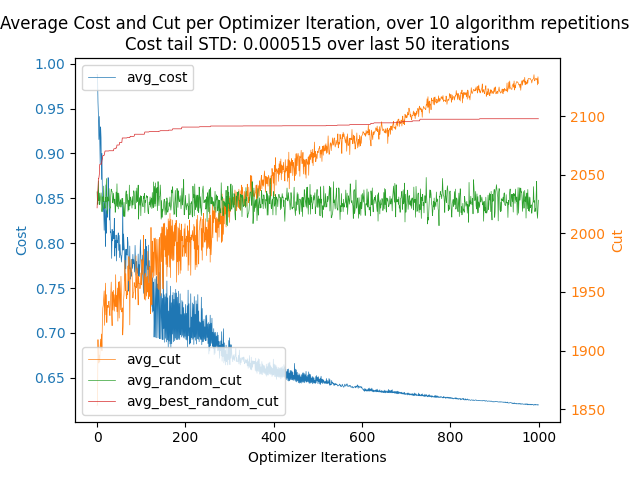 Average Cost and Cut per Optimizer Iteration, over 10 algorithm repetitions
Cost tail STD: 0.000515 over last 50 iterations
avg_cost
1.00
0.95
0.90
0.85
0.80
0.75
0.70
0.65
Cost
2100
2050
2000
1950
1900
1850
Cut
avg_cut
avg_random_cut
avg_best_random_cut
0 200 400 600 800 1000
Optimizer Iterations